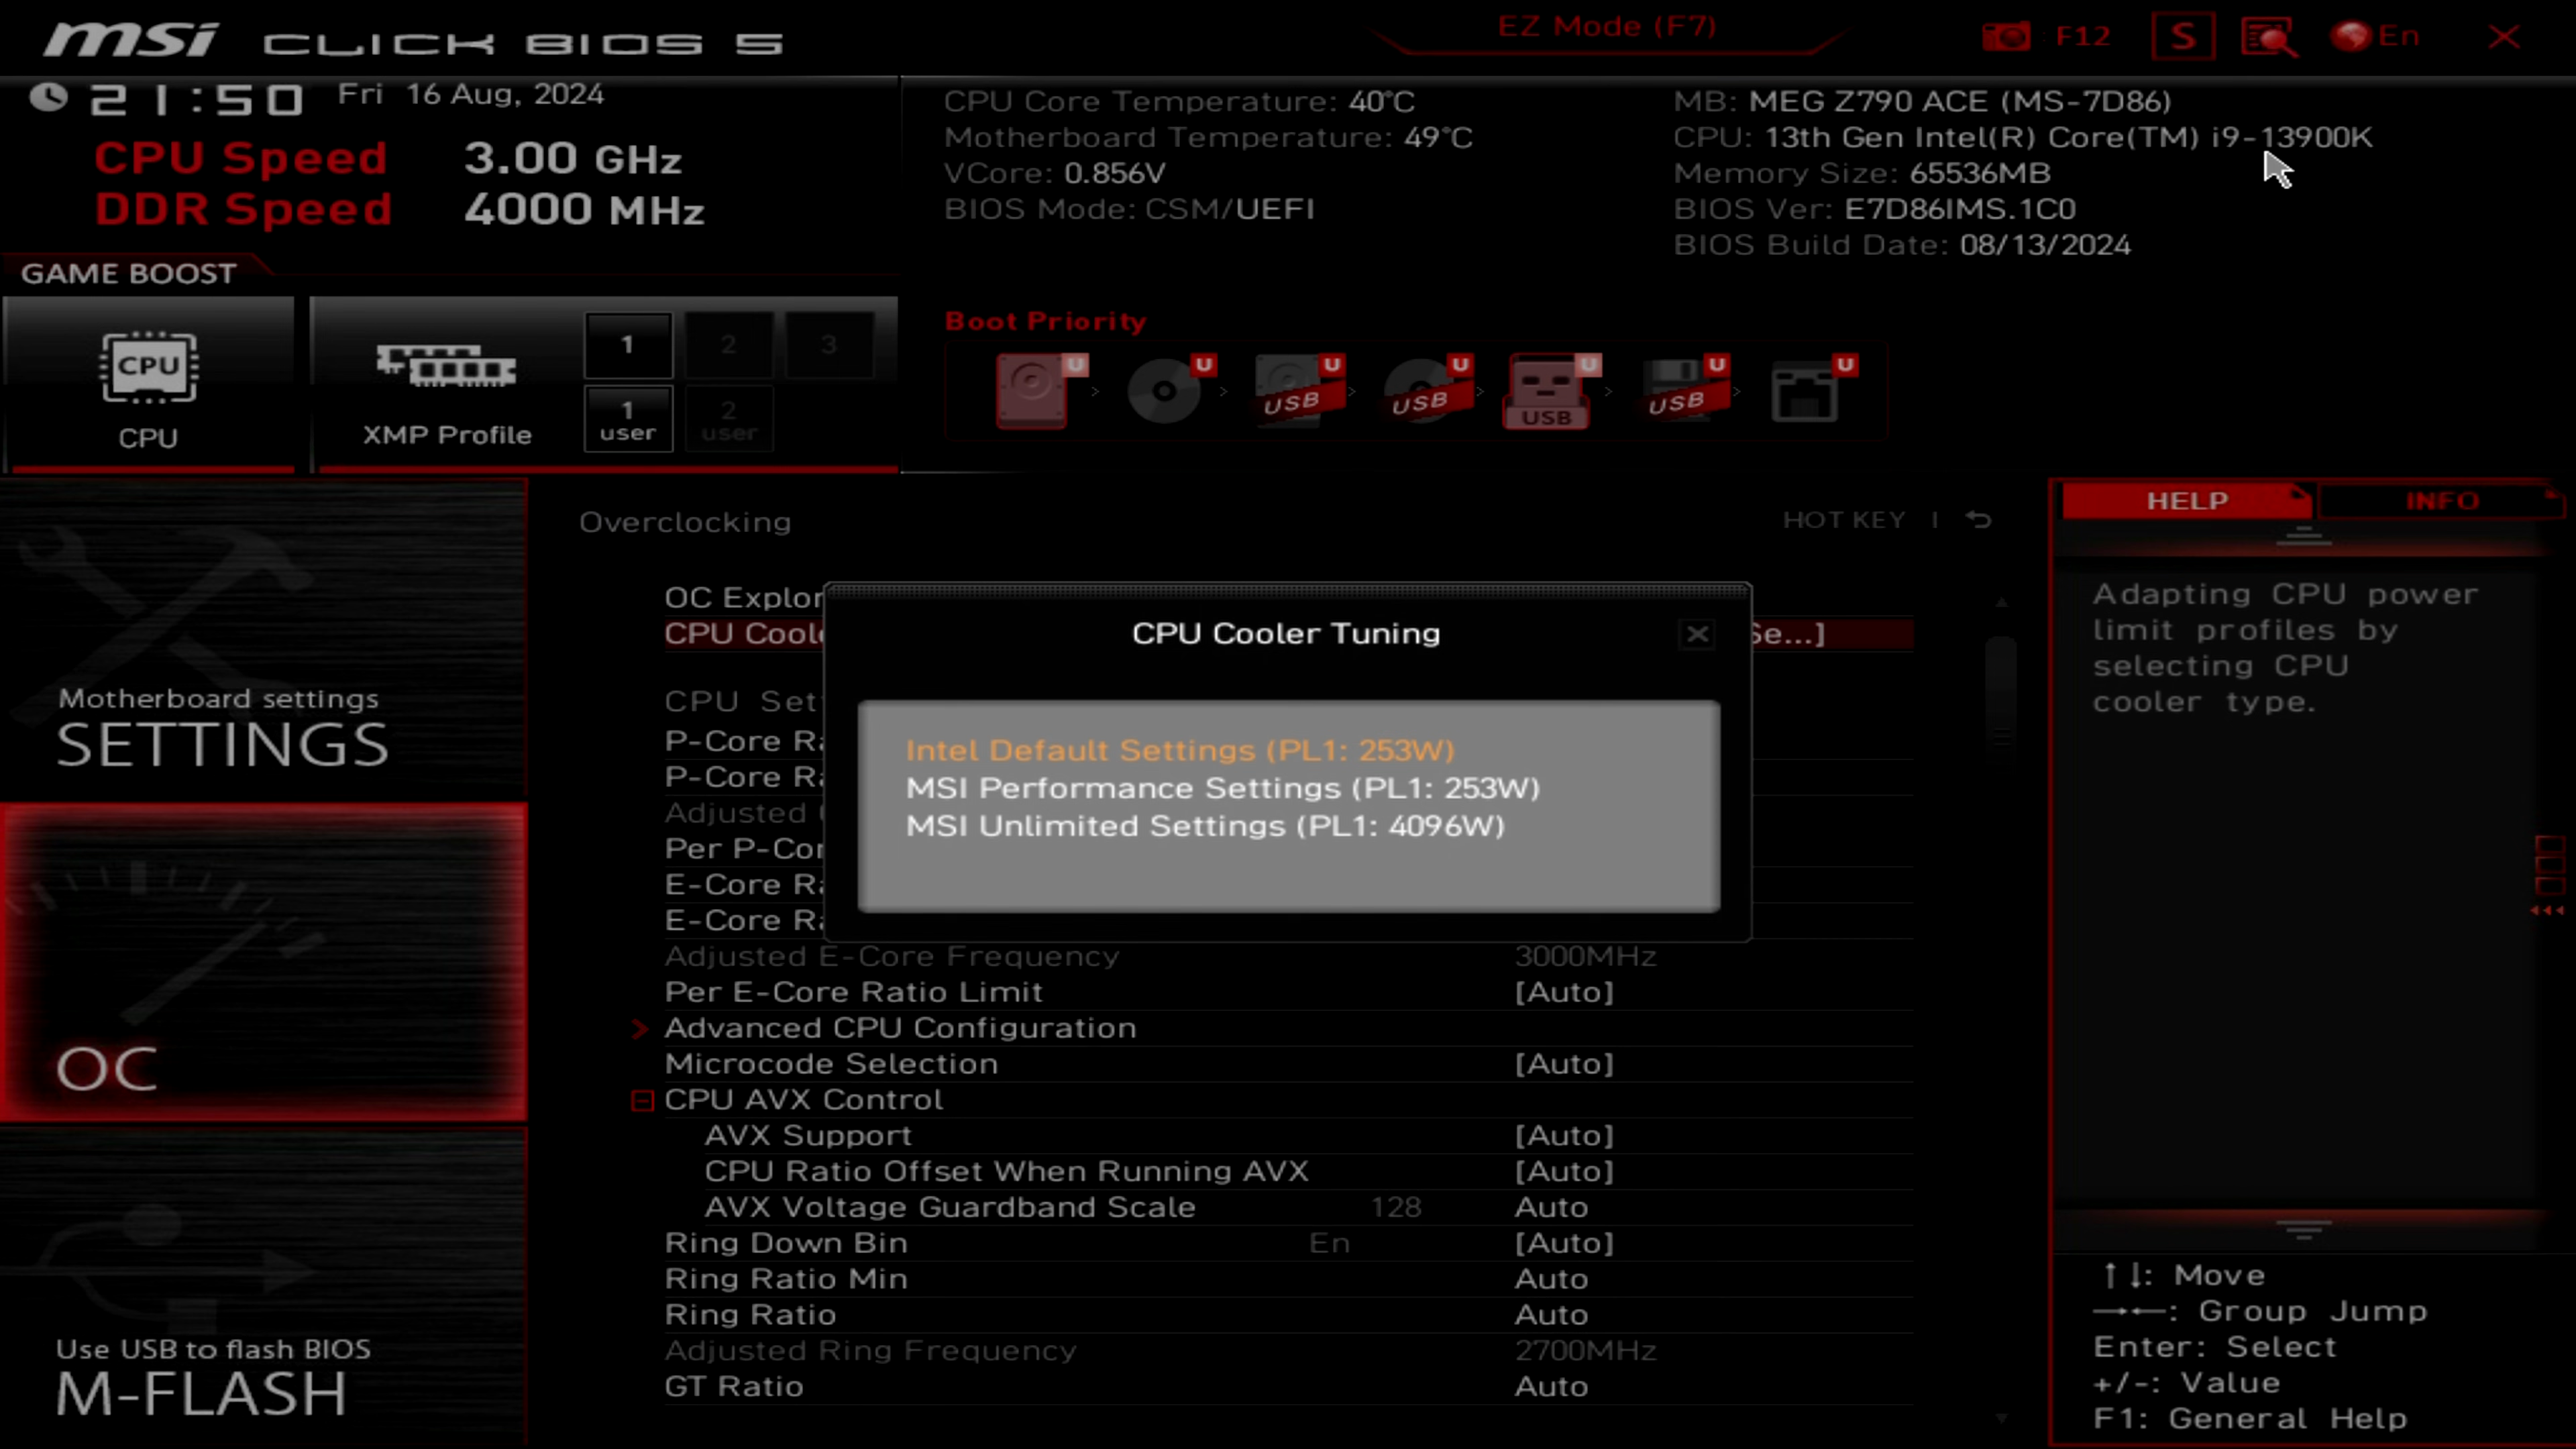 msi CLICK BIOS 5
EZ Mode (F7)
F12
S
En
21:50 Fri 16 Aug, 2024
CPU Speed 3.00 GHz
DDR Speed 4000 MHz
CPU Core Temperature: 40°C
Motherboard Temperature: 49°C
VCore: 0.856V
BIOS Mode: CSM/UEFI
MB: MEG Z790 ACE (MS-7D86)
CPU: 13th Gen Intel(R) Core(TM) i9-13900K
Memory Size: 65536MB
BIOS Ver: E7D86IMS.1C0
BIOS Build Date: 08/13/2024
GAME BOOST
CPU
CPU
XMP Profile
1 2 3
1 user
2 user
Boot Priority
U U U U U U U
USB USB USB USB
Motherboard settings
SETTINGS
OC
Use USB to flash BIOS
M-FLASH
Overclocking
HOT KEY
OC Explor
CPU Coole Se...]
CPU Set
P-Core Ra
P-Core Ra
Adjusted
Per P-Cor
E-Core Ra
E-Core Ra
CPU Cooler Tuning
Intel Default Settings (PL1: 253W)
MSI Performance Settings (PL1: 253W)
MSI Unlimited Settings (PL1: 4096W)
Adjusted E-Core Frequency 3000MHz
Per E-Core Ratio Limit [Auto]
Advanced CPU Configuration
Microcode Selection [Auto]
CPU AVX Control
AVX Support [Auto]
CPU Ratio Offset When Running AVX [Auto]
AVX Voltage Guardband Scale 128 Auto
Ring Down Bin En [Auto]
Ring Ratio Min Auto
Ring Ratio Auto
Adjusted Ring Frequency 2700MHz
GT Ratio Auto
HELP
INFO
Adapting CPU power
limit profiles by
selecting CPU
cooler type.
↑↓: Move
→←: Group Jump
Enter: Select
+/-: Value
F1: General Help